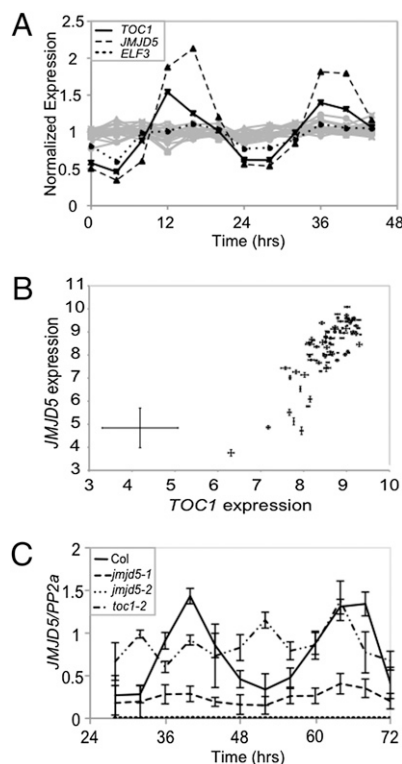 A
Normalized Expression
3
2.5
2
1.5
1
0.5
0
TOC1
JMJD5
ELF3
0 12 24 36 48
Time (hrs)
B
JMJD5 expression
11
10
9
8
7
6
5
4
3
3 4 5 6 7 8 9 10
TOC1 expression
C
JMJD5/PP2a
2
1.5
1
0.5
0
Col
jmjd5-1
jmjd5-2
toc1-2
24 36 48 60 72
Time (hrs)